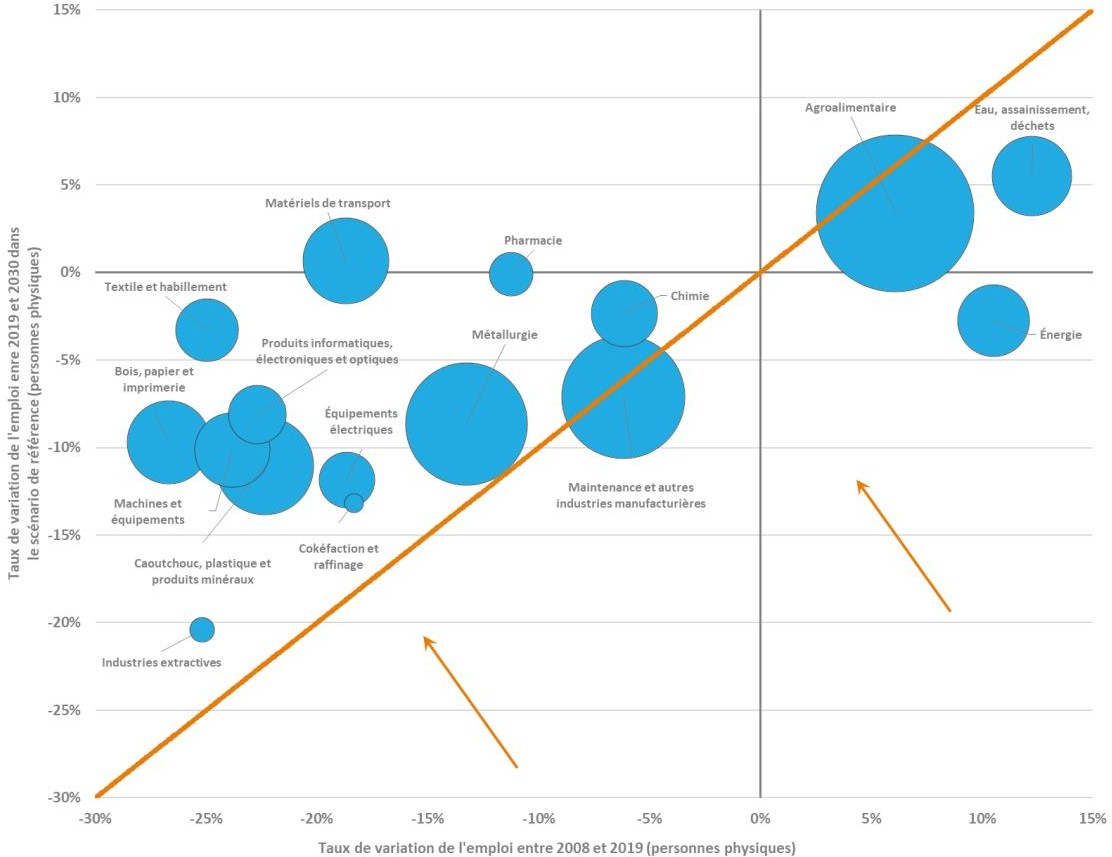 15%
10%
5%
0%
-5%
-10%
-15%
-20%
-25%
-30%
Taux de variation de l'emploi enre 2019 et 2030 dans
le scénario de référence (personnes physiques)
Agroalimentaire
Eau, assainissement,
déchets
Matériels de transport
Pharmacie
Textile et habillement
Chimie
Métallurgie
Énergie
Produits informatiques,
électroniques et optiques
Bois, papier et
imprimerie
Équipements
électriques
Machines et
équipements
Maintenance et autres
industries manufacturières
Cokéfaction et
raffinage
Caoutchouc, plastique et
produits minéraux
Industries extractives
-30% -25% -20% -15% -10% -5% 0% 5% 10% 15%
Taux de variation de l'emploi entre 2008 et 2019 (personnes physiques)